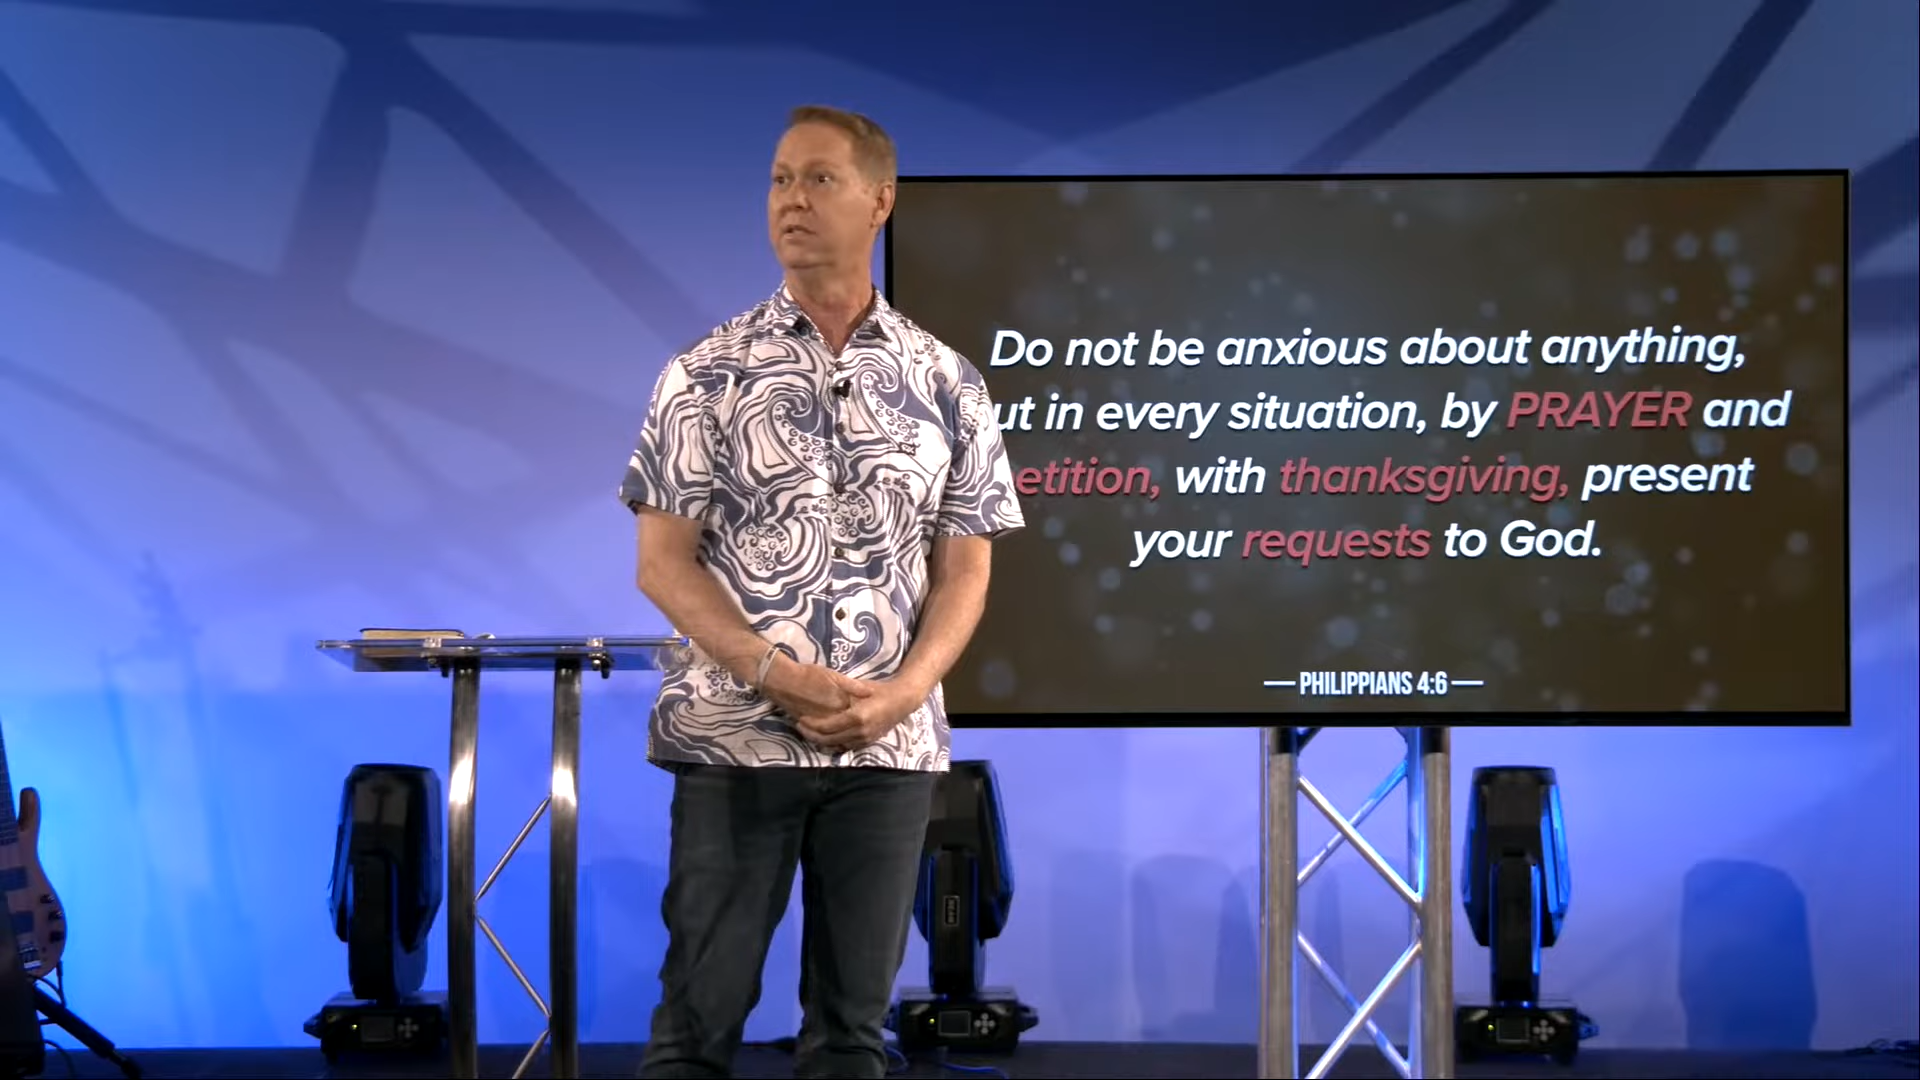 Do not be anxious about anything,
ut in every situation, by PRAYER and
etition, with thanksgiving, present
your requests to God.
— PHILIPPIANS 4:6 —